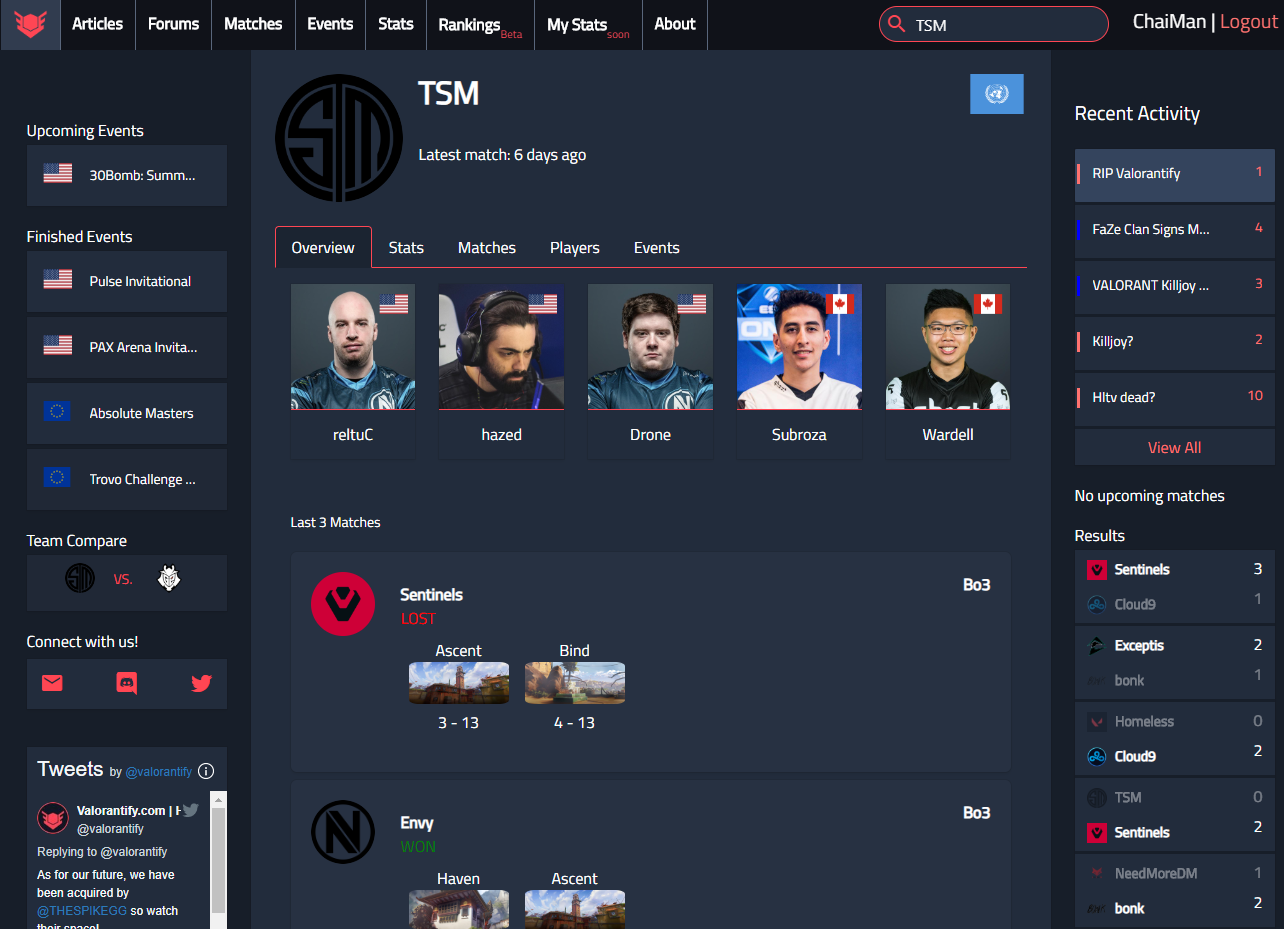 Articles
Forums
Matches
Events
Stats
Rankings Beta
My Stats soon
About
TSM
ChaiMan | Logout
Upcoming Events
30Bomb: Summ...
Finished Events
Pulse Invitational
PAX Arena Invita...
Absolute Masters
Trovo Challenge ...
Team Compare
VS.
Connect with us!
Tweets by @valorantify
Valorantify.com | H
@valorantify
Replying to @valorantify
As for our future, we have
been acquired by
@THESPIKEGG so watch
their space!
TSM
Latest match: 6 days ago
Overview
Stats
Matches
Players
Events
reltuC
hazed
Drone
Subroza
Wardell
Last 3 Matches
Sentinels
LOST
Bo3
Ascent
Bind
3 - 13
4 - 13
Envy
WON
Bo3
Haven
Ascent
Recent Activity
RIP Valorantify 1
FaZe Clan Signs M... 4
VALORANT Killjoy ... 3
Killjoy? 2
Hltv dead? 10
View All
No upcoming matches
Results
Sentinels 3
Cloud9 1
Exceptis 2
bonk 1
Homeless 0
Cloud9 2
TSM 0
Sentinels 2
NeedMoreDM 1
bonk 2